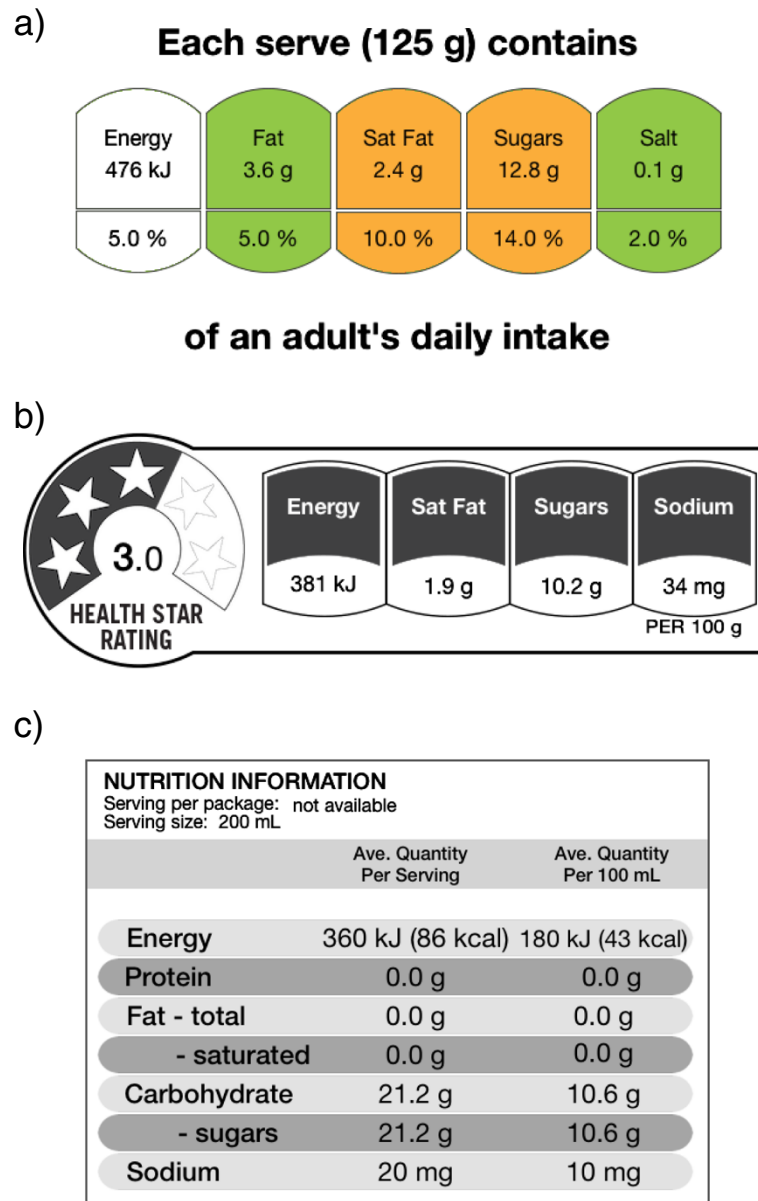 a)
Each serve (125 g) contains
Energy Fat Sat Fat Sugars Salt
476 kJ 3.6 g 2.4 g 12.8 g 0.1 g
5.0 % 5.0 % 10.0 % 14.0 % 2.0 %
of an adult's daily intake
b)
3.0
HEALTH STAR
RATING
Energy Sat Fat Sugars Sodium
381 kJ 1.9 g 10.2 g 34 mg
PER 100 g
c)
NUTRITION INFORMATION
Serving per package: not available
Serving size: 200 mL
Ave. Quantity Ave. Quantity
Per Serving Per 100 mL
Energy 360 kJ (86 kcal) 180 kJ (43 kcal)
Protein 0.0 g 0.0 g
Fat - total 0.0 g 0.0 g
- saturated 0.0 g 0.0 g
Carbohydrate 21.2 g 10.6 g
- sugars 21.2 g 10.6 g
Sodium 20 mg 10 mg